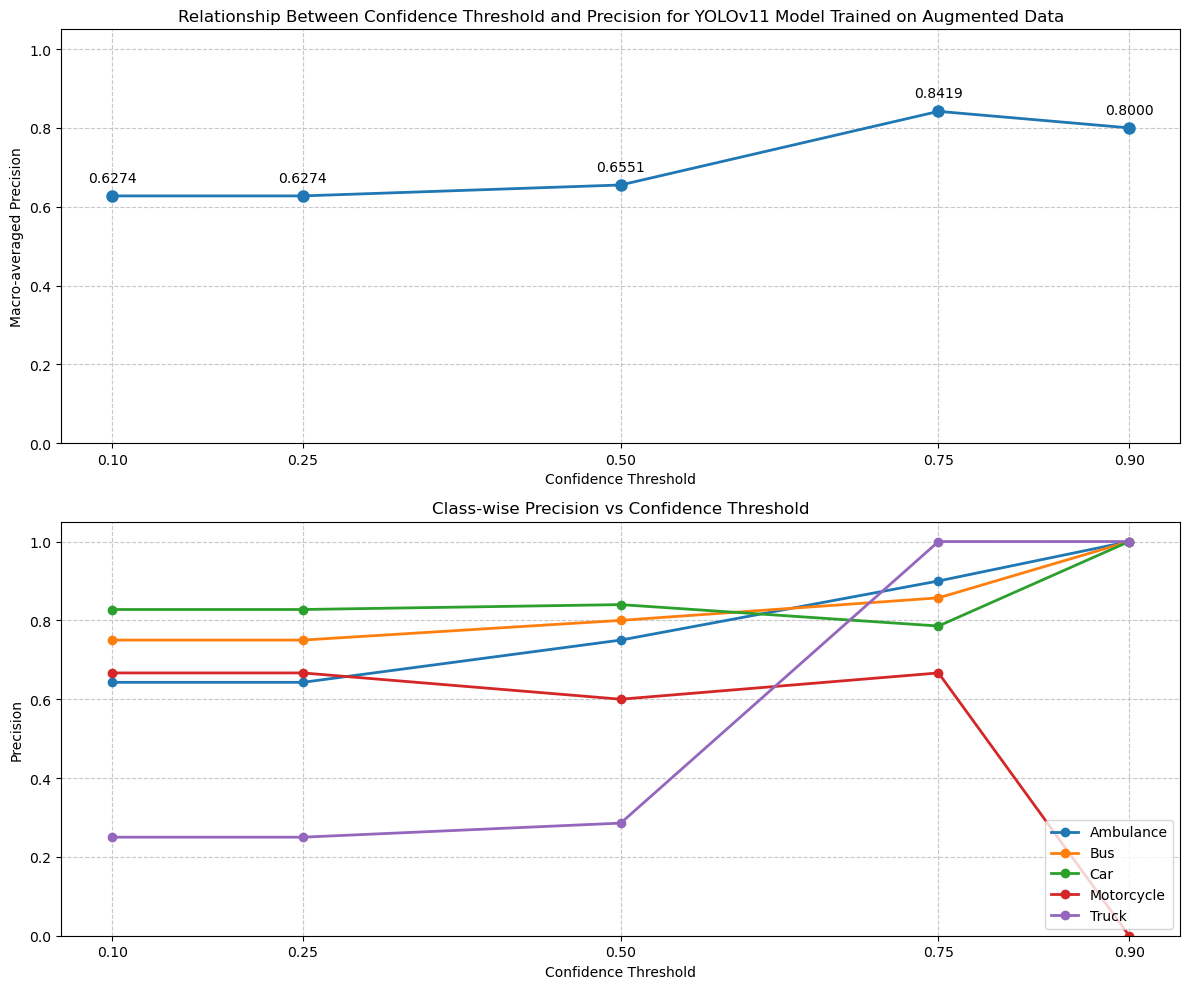 Relationship Between Confidence Threshold and Precision for YOLOv11 Model Trained on Augmented Data
Macro-averaged Precision
1.0
0.8
0.6
0.4
0.2
0.0
0.6274
0.6274
0.6551
0.8419
0.8000
0.10 0.25 0.50 0.75 0.90
Confidence Threshold
Class-wise Precision vs Confidence Threshold
Precision
1.0
0.8
0.6
0.4
0.2
0.0
Ambulance
Bus
Car
Motorcycle
Truck
0.10 0.25 0.50 0.75 0.90
Confidence Threshold